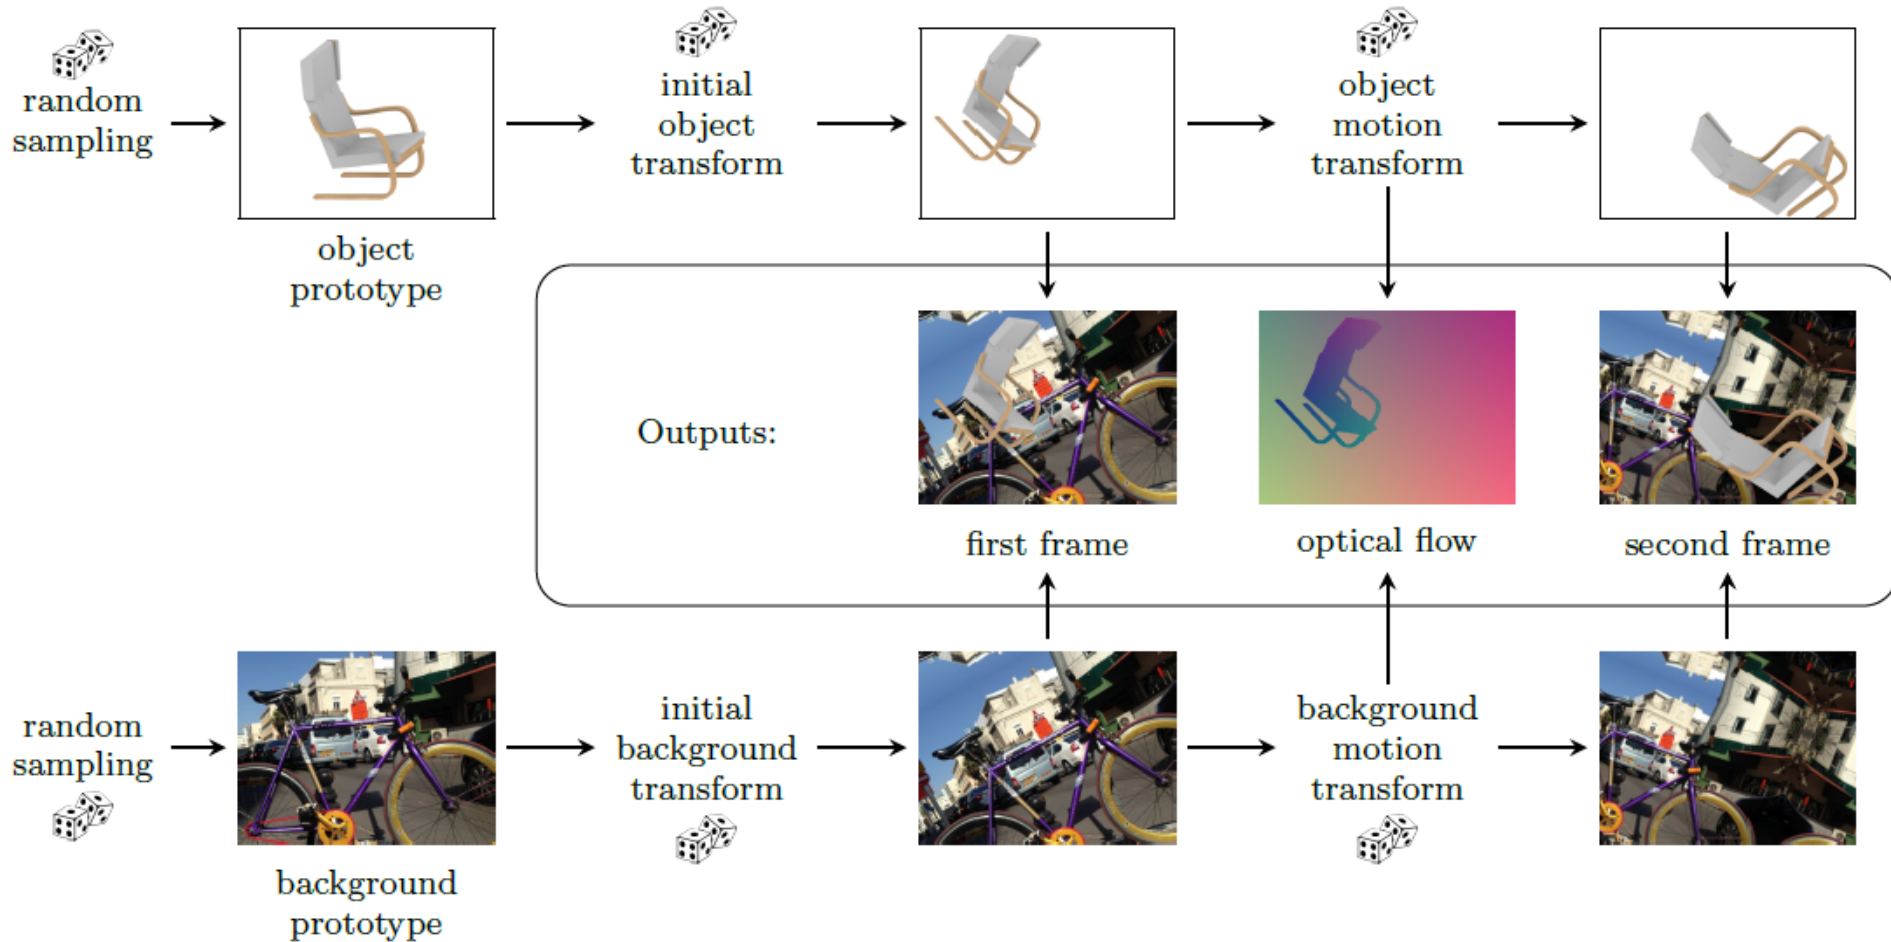 random
sampling
object
prototype
initial
object
transform
object
motion
transform
Outputs:
first frame
optical flow
second frame
random
sampling
background
prototype
initial
background
transform
background
motion
transform